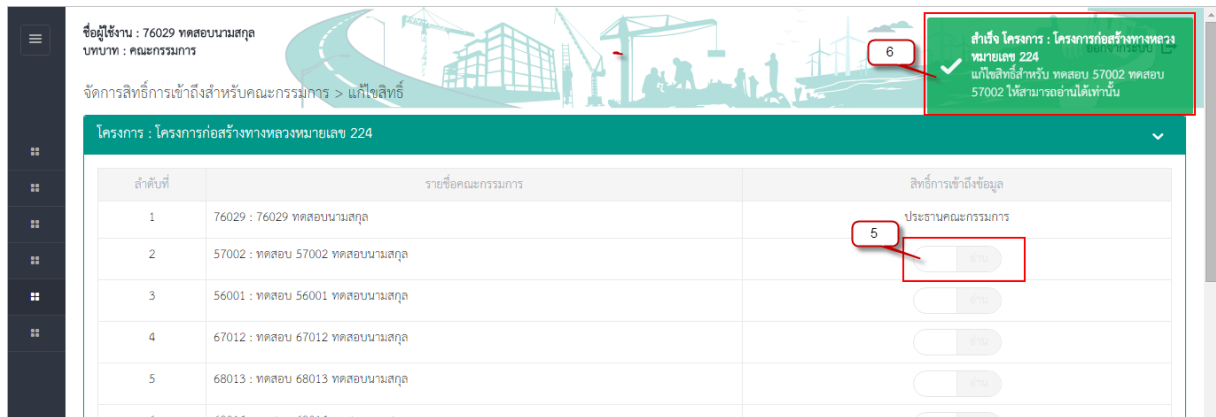 ชื่อผู้ใช้งาน : 76029 ทดสอบนามสกุล
บทบาท : คณะกรรมการ
จัดการสิทธิ์การเข้าถึงสำหรับคณะกรรมการ > แก้ไขสิทธิ์
6
สำเร็จ โครงการ : โครงการก่อสร้างทางหลวง
หมายเลข 224
ออกจากระบบ
แก้ไขสิทธิ์สำหรับ ทดสอบ 57002 ทดสอบ
57002 ให้สามารถอ่านได้เท่านั้น
โครงการ : โครงการก่อสร้างทางหลวงหมายเลข 224
ลำดับที่ รายชื่อคณะกรรมการ สิทธิ์การเข้าถึงข้อมูล
1 76029 : 76029 ทดสอบนามสกุล ประธานคณะกรรมการ
5
2 57002 : ทดสอบ 57002 ทดสอบนามสกุล อ่าน
3 56001 : ทดสอบ 56001 ทดสอบนามสกุล อ่าน
4 67012 : ทดสอบ 67012 ทดสอบนามสกุล อ่าน
5 68013 : ทดสอบ 68013 ทดสอบนามสกุล อ่าน